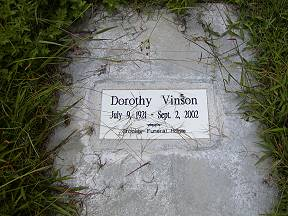 Dorothy Vinson
July 9, 1921 - Sept. 2, 2002
Funeral Home